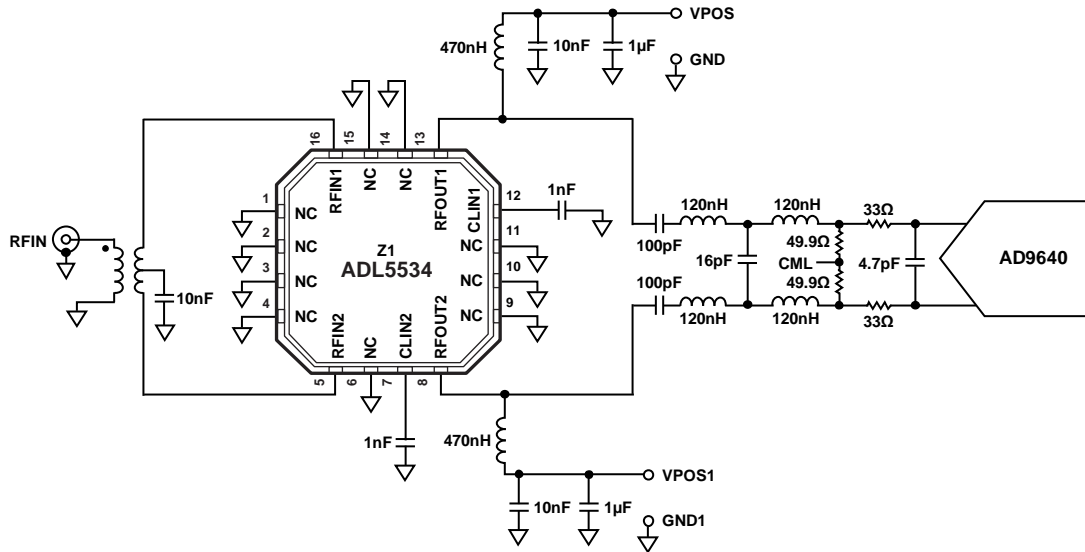 VPOS
470nH
10nF
1µF
GND
16
15
14
13
RFIN1
NC
NC
RFOUT1
CLIN1
12
1nF
1
NC
11
NC
2
NC
10
NC
3
NC
9
NC
4
NC
Z1
ADL5534
RFIN
10nF
RFIN2
NC
CLIN2
RFOUT2
5
6
7
8
1nF
120nH
120nH
33Ω
100pF
49.9Ω
16pF
CML
4.7pF
AD9640
100pF
49.9Ω
120nH
120nH
33Ω
470nH
VPOS1
10nF
1µF
GND1